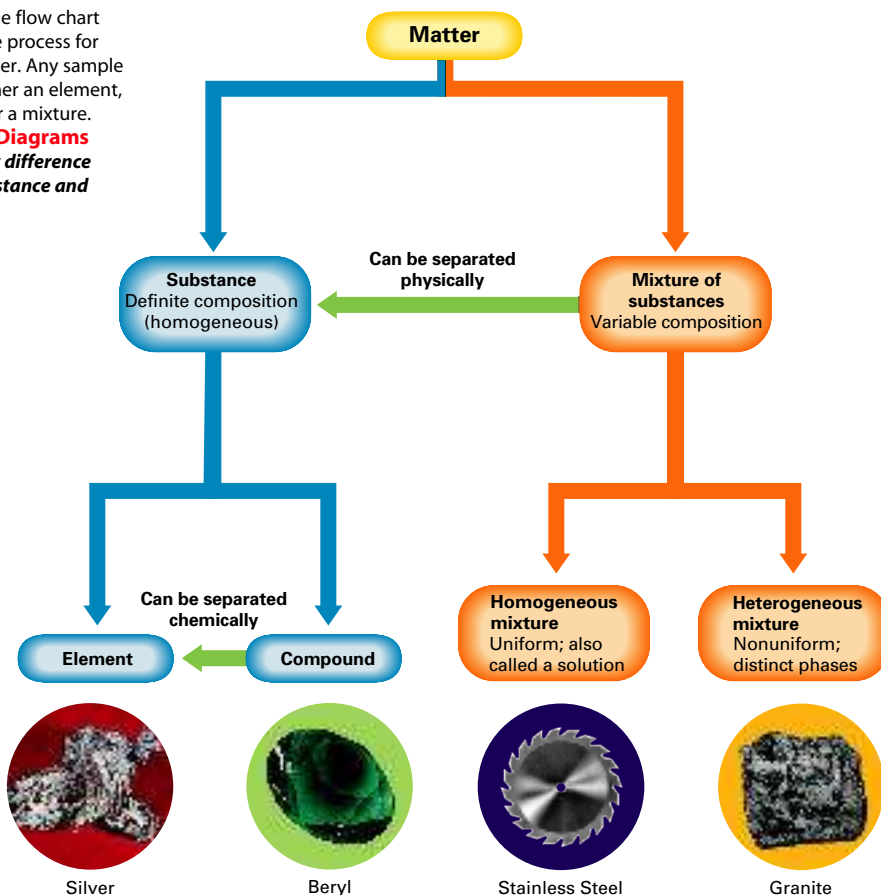 e flow chart
e process for
er. Any sample
ner an element,
r a mixture.
Diagrams
difference
stance and
Matter
Can be separated
physically
Substance
Definite composition
(homogeneous)
Mixture of
substances
Variable composition
Can be separated
chemically
Element
Compound
Homogeneous
mixture
Uniform; also
called a solution
Heterogeneous
mixture
Nonuniform;
distinct phases
Silver
Beryl
Stainless Steel
Granite